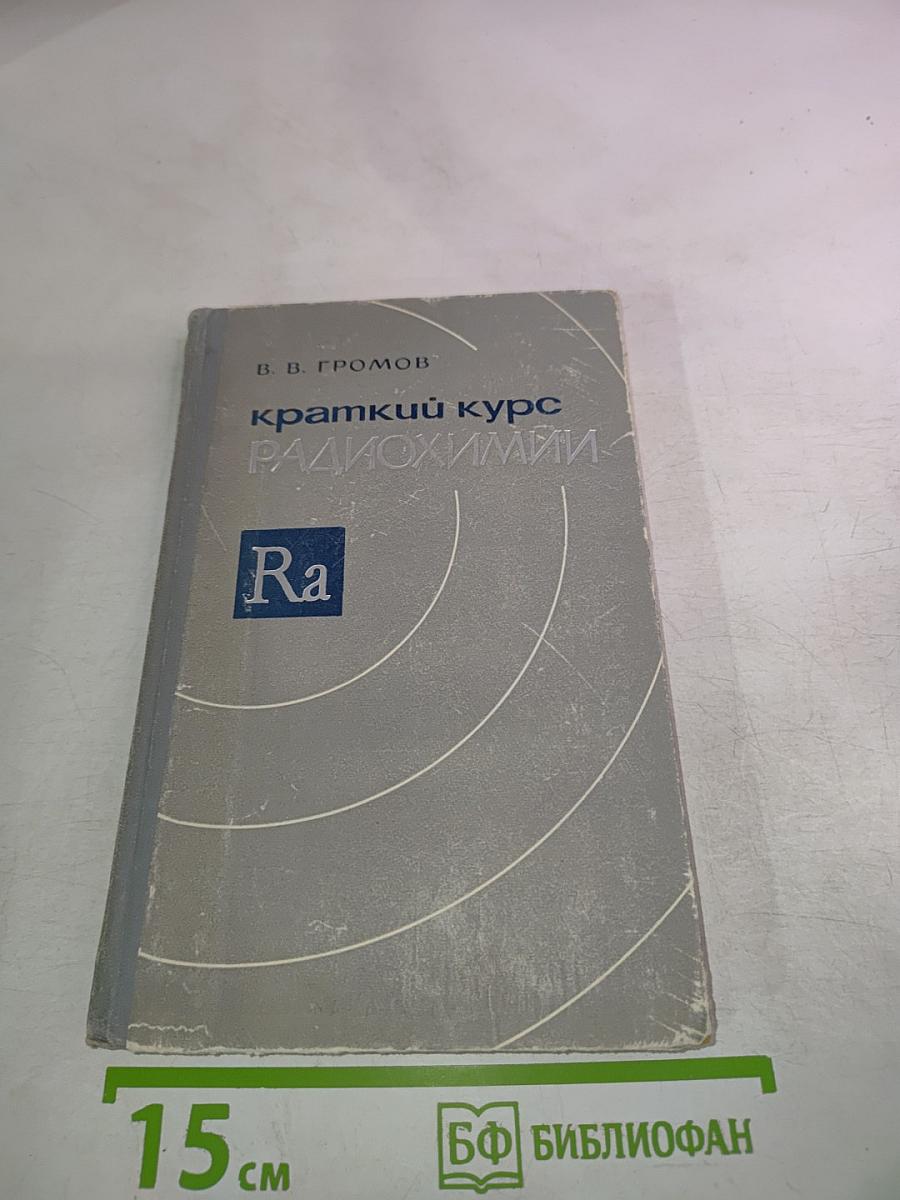 В. В. ГРОМОВ
краткий курс
РАДИОХИМИИ
Ra
15 см
БФ БИБЛИОФАН